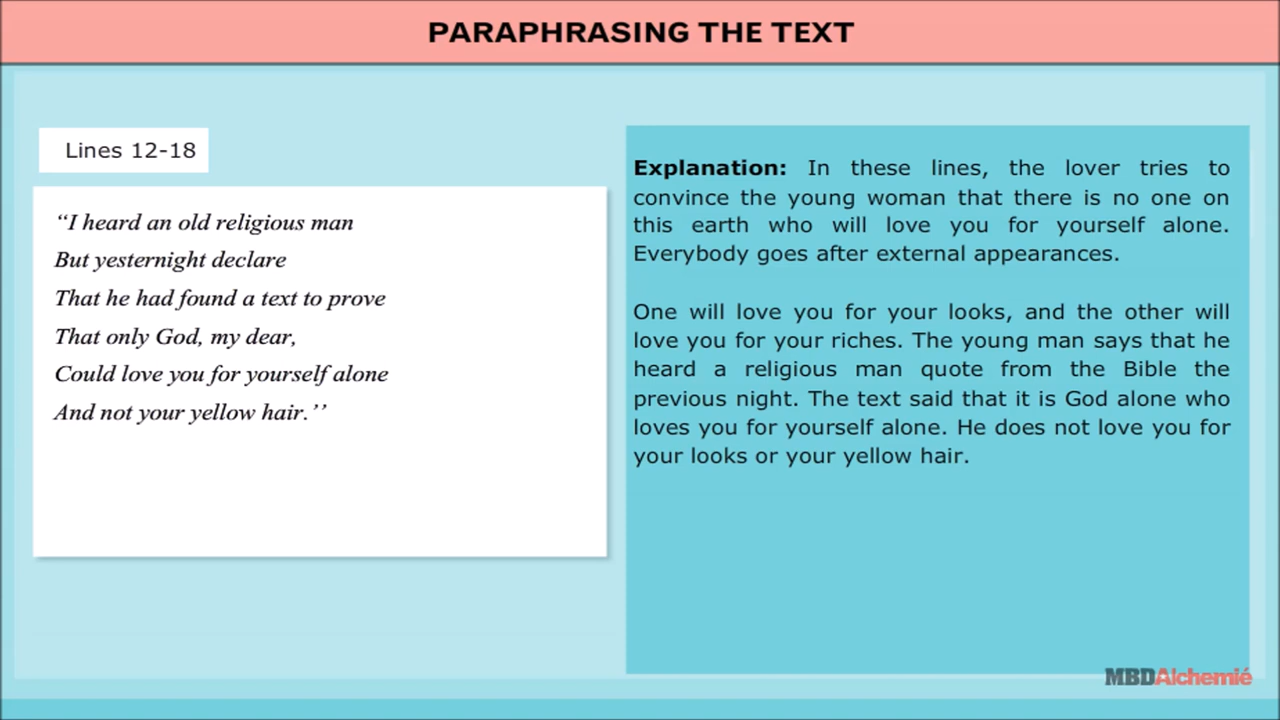 PARAPHRASING THE TEXT
Lines 12-18
“I heard an old religious man
But yesternight declare
That he had found a text to prove
That only God, my dear,
Could love you for yourself alone
And not your yellow hair.’’
Explanation: In these lines, the lover tries to
convince the young woman that there is no one on
this earth who will love you for yourself alone.
Everybody goes after external appearances.
One will love you for your looks, and the other will
love you for your riches. The young man says that he
heard a religious man quote from the Bible the
previous night. The text said that it is God alone who
loves you for yourself alone. He does not love you for
your looks or your yellow hair.
MBDAlchemié